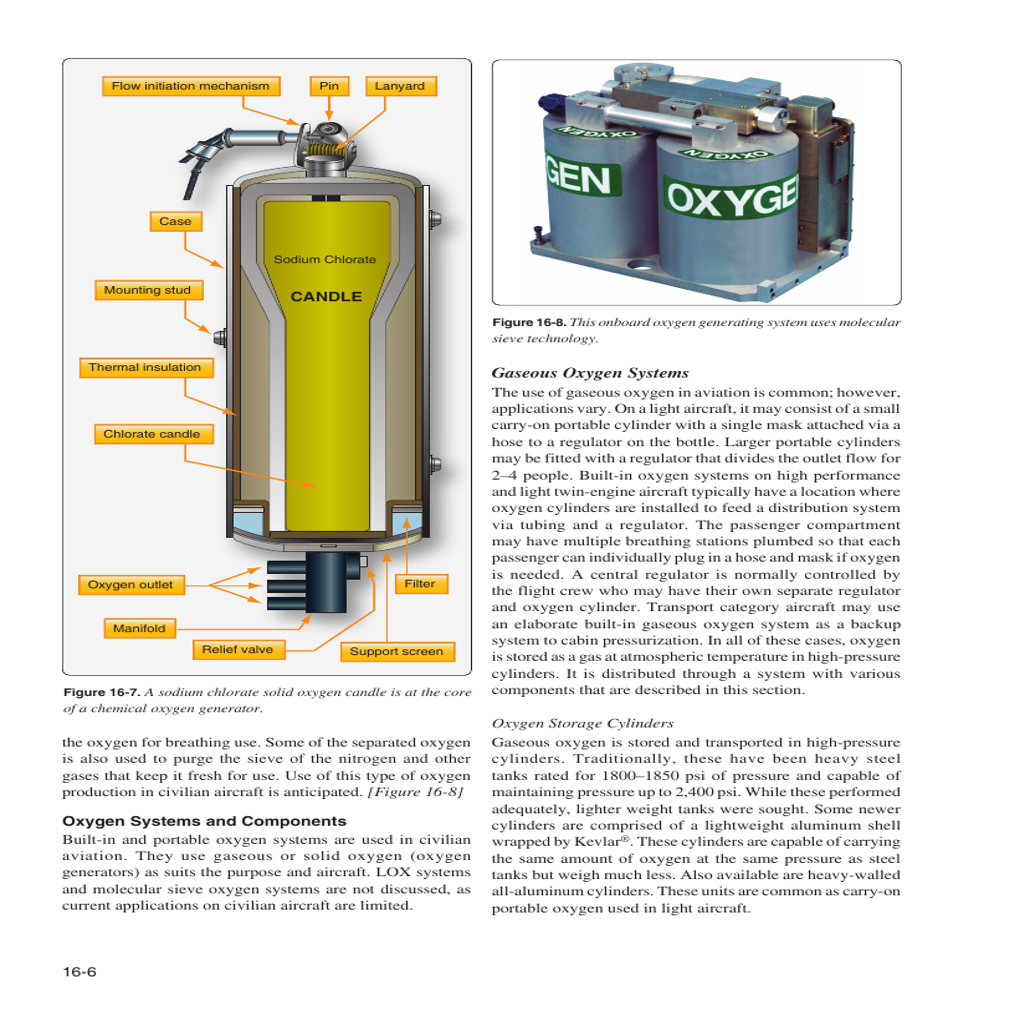 Flow initiation mechanism
Pin
Lanyard
Case
Sodium Chlorate
CANDLE
Mounting stud
Thermal insulation
Chlorate candle
Oxygen outlet
Filter
Manifold
Relief valve
Support screen
Figure 16-7. A sodium chlorate solid oxygen candle is at the core
of a chemical oxygen generator.
the oxygen for breathing use. Some of the separated oxygen
is also used to purge the sieve of the nitrogen and other
gases that keep it fresh for use. Use of this type of oxygen
production in civilian aircraft is anticipated. [Figure 16-8]
Oxygen Systems and Components
Built-in and portable oxygen systems are used in civilian
aviation. They use gaseous or solid oxygen (oxygen
generators) as suits the purpose and aircraft. LOX systems
and molecular sieve oxygen systems are not discussed, as
current applications on civilian aircraft are limited.
OXYGEN
OXYGEN
GEN
OXYGE
Figure 16-8. This onboard oxygen generating system uses molecular
sieve technology.
Gaseous Oxygen Systems
The use of gaseous oxygen in aviation is common; however,
applications vary. On a light aircraft, it may consist of a small
carry-on portable cylinder with a single mask attached via a
hose to a regulator on the bottle. Larger portable cylinders
may be fitted with a regulator that divides the outlet flow for
2–4 people. Built-in oxygen systems on high performance
and light twin-engine aircraft typically have a location where
oxygen cylinders are installed to feed a distribution system
via tubing and a regulator. The passenger compartment
may have multiple breathing stations plumbed so that each
passenger can individually plug in a hose and mask if oxygen
is needed. A central regulator is normally controlled by
the flight crew who may have their own separate regulator
and oxygen cylinder. Transport category aircraft may use
an elaborate built-in gaseous oxygen system as a backup
system to cabin pressurization. In all of these cases, oxygen
is stored as a gas at atmospheric temperature in high-pressure
cylinders. It is distributed through a system with various
components that are described in this section.
Oxygen Storage Cylinders
Gaseous oxygen is stored and transported in high-pressure
cylinders. Traditionally, these have been heavy steel
tanks rated for 1800–1850 psi of pressure and capable of
maintaining pressure up to 2,400 psi. While these performed
adequately, lighter weight tanks were sought. Some newer
cylinders are comprised of a lightweight aluminum shell
wrapped by Kevlar®. These cylinders are capable of carrying
the same amount of oxygen at the same pressure as steel
tanks but weigh much less. Also available are heavy-walled
all-aluminum cylinders. These units are common as carry-on
portable oxygen used in light aircraft.
16-6